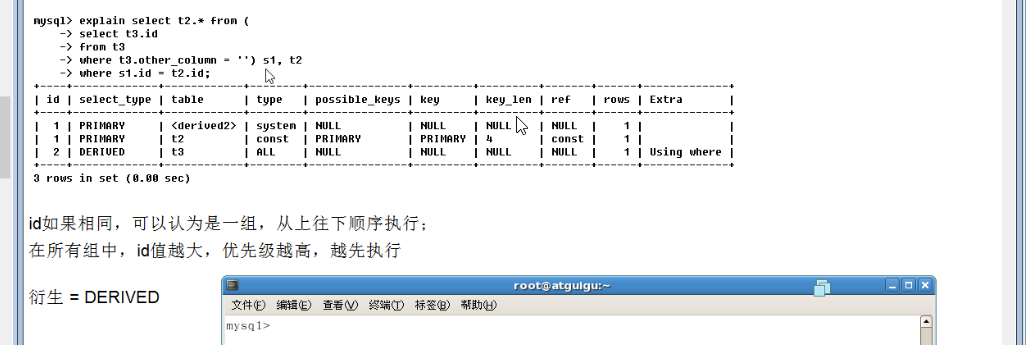 mysql> explain select t2.* from (
-> select t3.id
-> from t3
-> where t3.other_column = '') s1, t2
-> where s1.id = t2.id;
| id | select_type | table | type | possible_keys | key | key_len | ref | rows | Extra |
| 1 | PRIMARY | <derived2> | system | NULL | NULL | NULL | NULL | 1 | |
| 1 | PRIMARY | t2 | const | PRIMARY | PRIMARY | 4 | const | 1 | |
| 2 | DERIVED | t3 | ALL | NULL | NULL | NULL | NULL | 1 | Using where |
3 rows in set (0.00 sec)
id如果相同，可以认为是一组，从上往下顺序执行；
在所有组中，id值越大，优先级越高，越先执行
衍生 = DERIVED
root@atguigu:~
文件(F) 编辑(E) 查看(V) 终端(T) 标签(B) 帮助(H)
mysql>